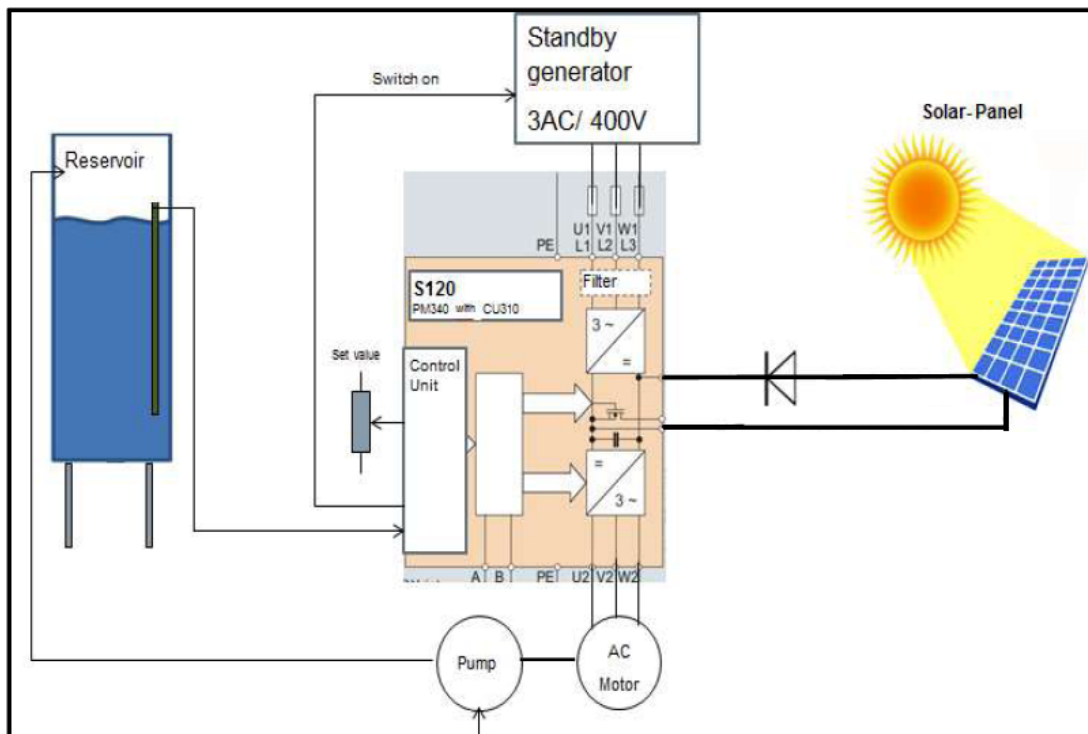 Standby
generator
3AC/ 400V
Switch on
Solar-Panel
Reservoir
U1 V1 W1
PE L1 L2 L3
S120
PM340 with CU310
Filter
3 ~
=
Set value
Control
Unit
=
3 ~
A B PE U2 V2 W2
Pump
AC
Motor